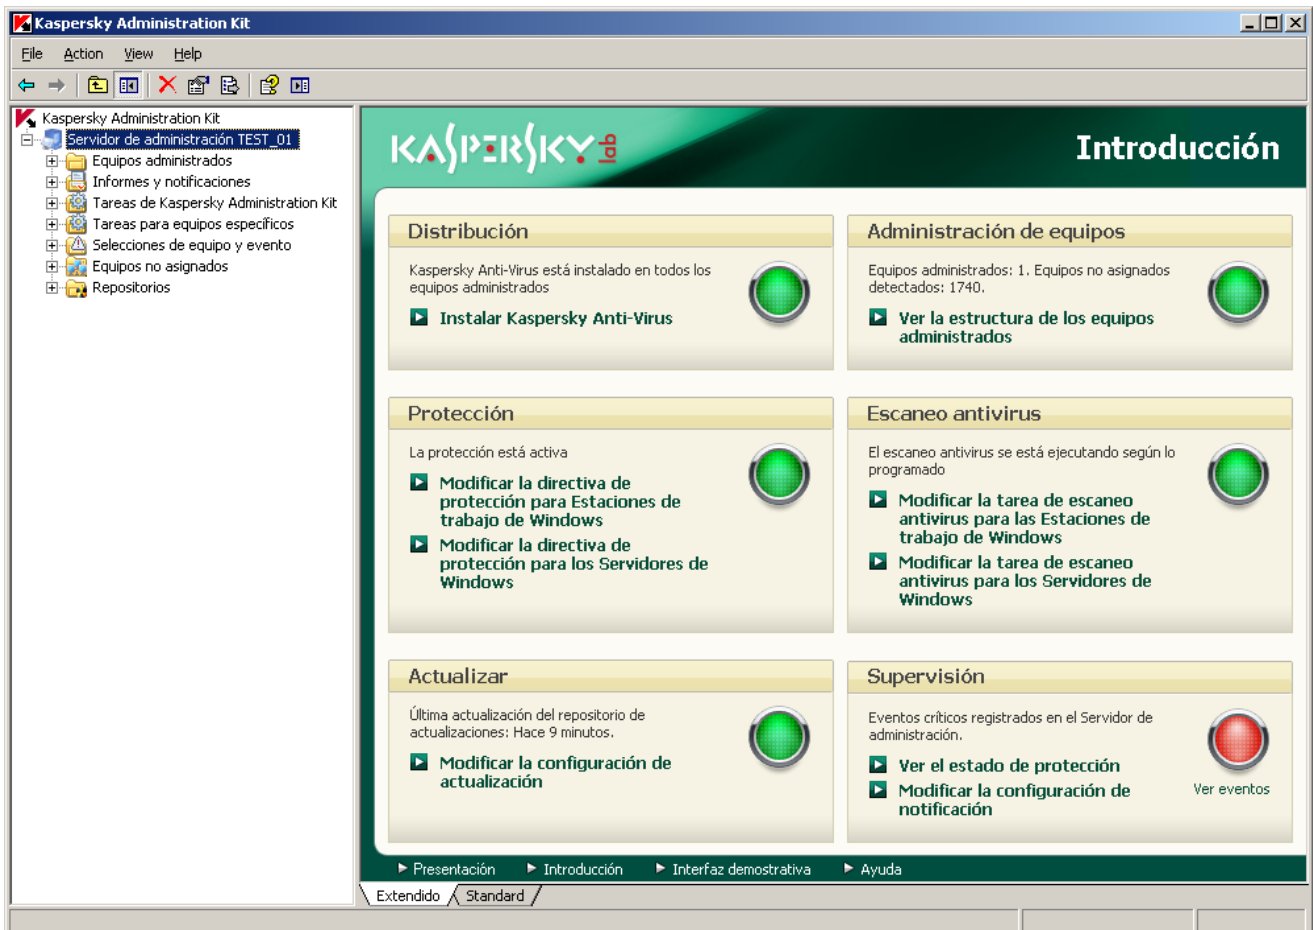 Kaspersky Administration Kit
File Action View Help
Kaspersky Administration Kit
Servidor de administración TEST_01
Equipos administrados
Informes y notificaciones
Tareas de Kaspersky Administration Kit
Tareas para equipos específicos
Selecciones de equipo y evento
Equipos no asignados
Repositorios
KASPERSKY lab
Introducción
Distribución
Kaspersky Anti-Virus está instalado en todos los
equipos administrados
Instalar Kaspersky Anti-Virus
Administración de equipos
Equipos administrados: 1. Equipos no asignados
detectados: 1740.
Ver la estructura de los equipos
administrados
Protección
La protección está activa
Modificar la directiva de
protección para Estaciones de
trabajo de Windows
Modificar la directiva de
protección para los Servidores de
Windows
Escaneo antivirus
El escaneo antivirus se está ejecutando según lo
programado
Modificar la tarea de escaneo
antivirus para las Estaciones de
trabajo de Windows
Modificar la tarea de escaneo
antivirus para los Servidores de
Windows
Actualizar
Última actualización del repositorio de
actualizaciones: Hace 9 minutos.
Modificar la configuración de
actualización
Supervisión
Eventos críticos registrados en el Servidor de
administración.
Ver el estado de protección
Modificar la configuración de
notificación
Ver eventos
Presentación Introducción Interfaz demostrativa Ayuda
Extendido Standard